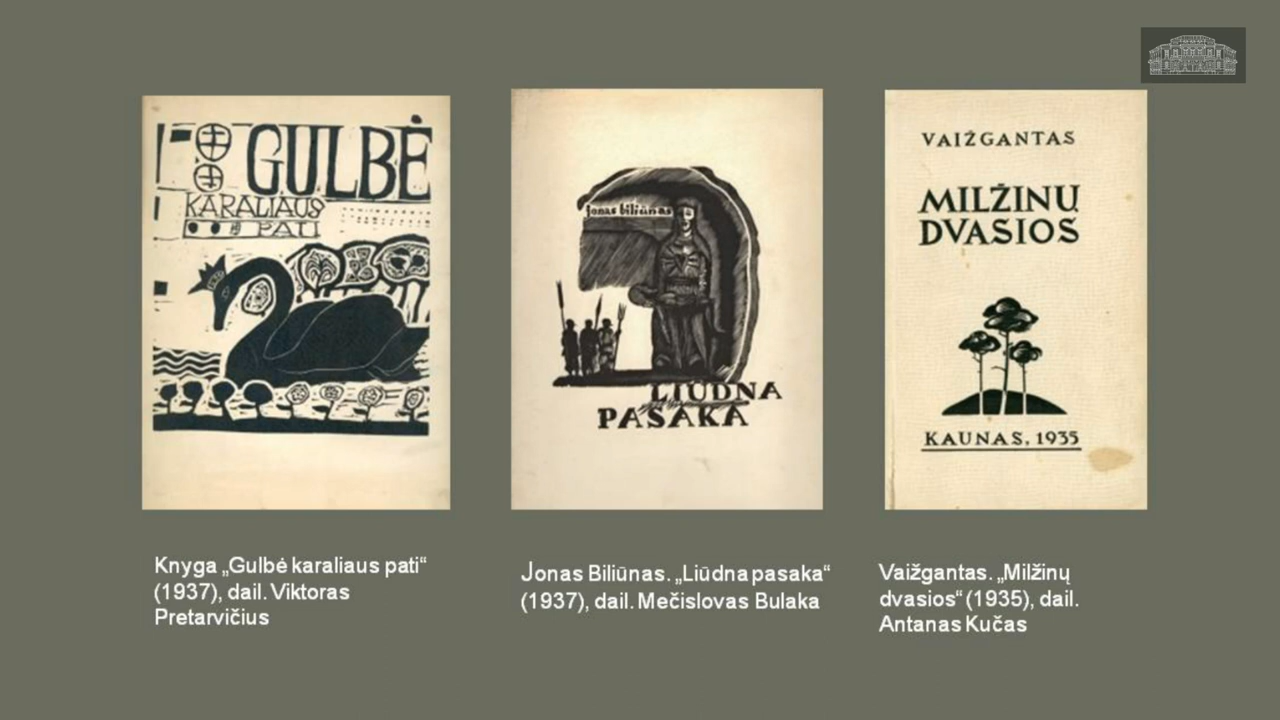 GULBĖ
KARALIAUS
PATI
jonas biliūnas
LIŪDNA
PASAKA
VAIŽGANTAS
MILŽINŲ
DVASIOS
KAUNAS, 1935
Knyga „Gulbė karaliaus pati“
(1937), dail. Viktoras
Pretarvičius
Jonas Biliūnas. „Liūdna pasaka“
(1937), dail. Mečislovas Bulaka
Vaižgantas. „Milžinų
dvasios“ (1935), dail.
Antanas Kučas